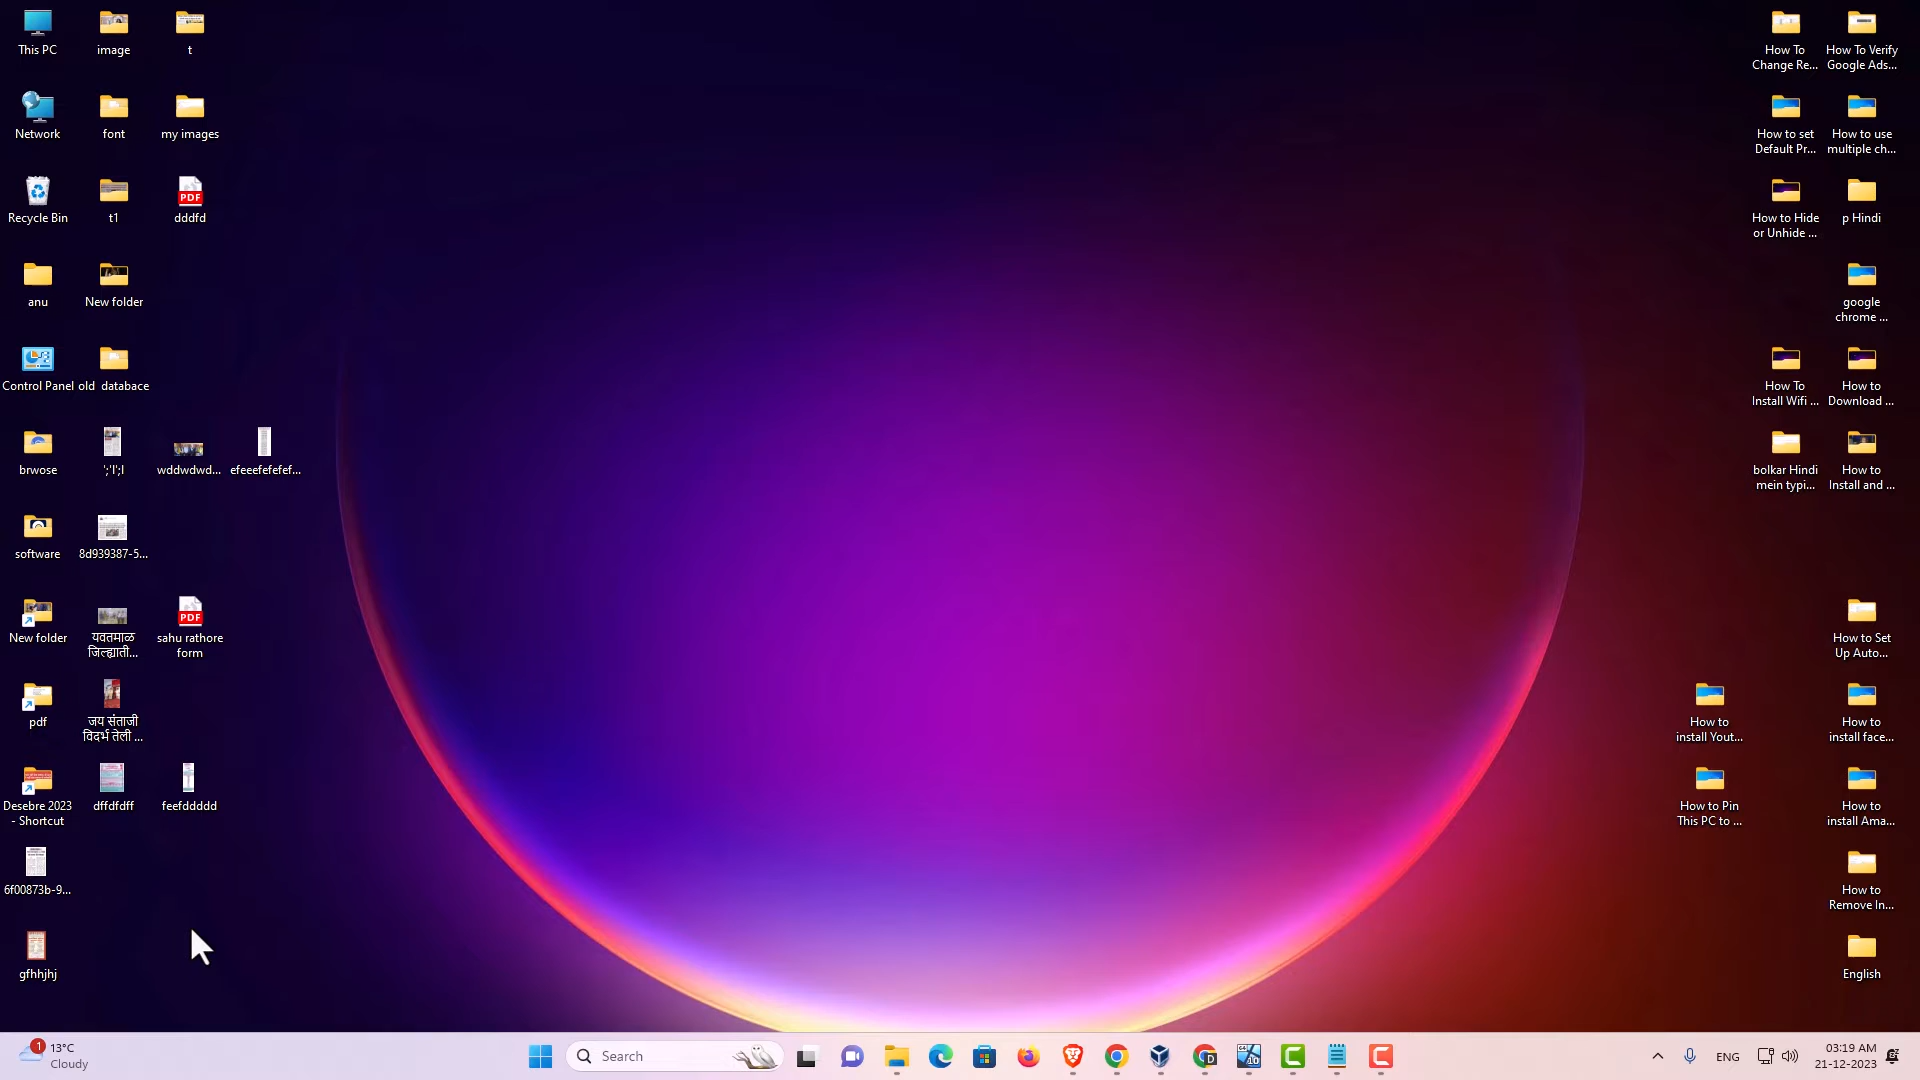 This PC
image
t
Network
font
my images
Recycle Bin
t1
PDF
dddfd
anu
New folder
Control Panel
old databace
brwose
';'l';l
wddwdwd...
efeeefefefef...
software
8d939387-5...
New folder
यवतमाळ
जिल्ह्याती...
PDF
sahu rathore
form
pdf
जय संताजी
विदर्भ तेली ...
Desebre 2023
- Shortcut
dffdfdff
feefddddd
6f00873b-9...
gfhhjhj
How To
Change Re...
How To Verify
Google Ads...
How to set
Default Pr...
How to use
multiple ch...
How to Hide
or Unhide ...
p Hindi
google
chrome ...
How To
Install Wifi ...
How to
Download ...
bolkar Hindi
mein typi...
How to
Install and ...
How to Set
Up Auto...
How to
install Yout...
How to
install face...
How to Pin
This PC to ...
How to
install Ama...
How to
Remove In...
English
1
13°C
Cloudy
Search
ENG
03:19 AM
21-12-2023